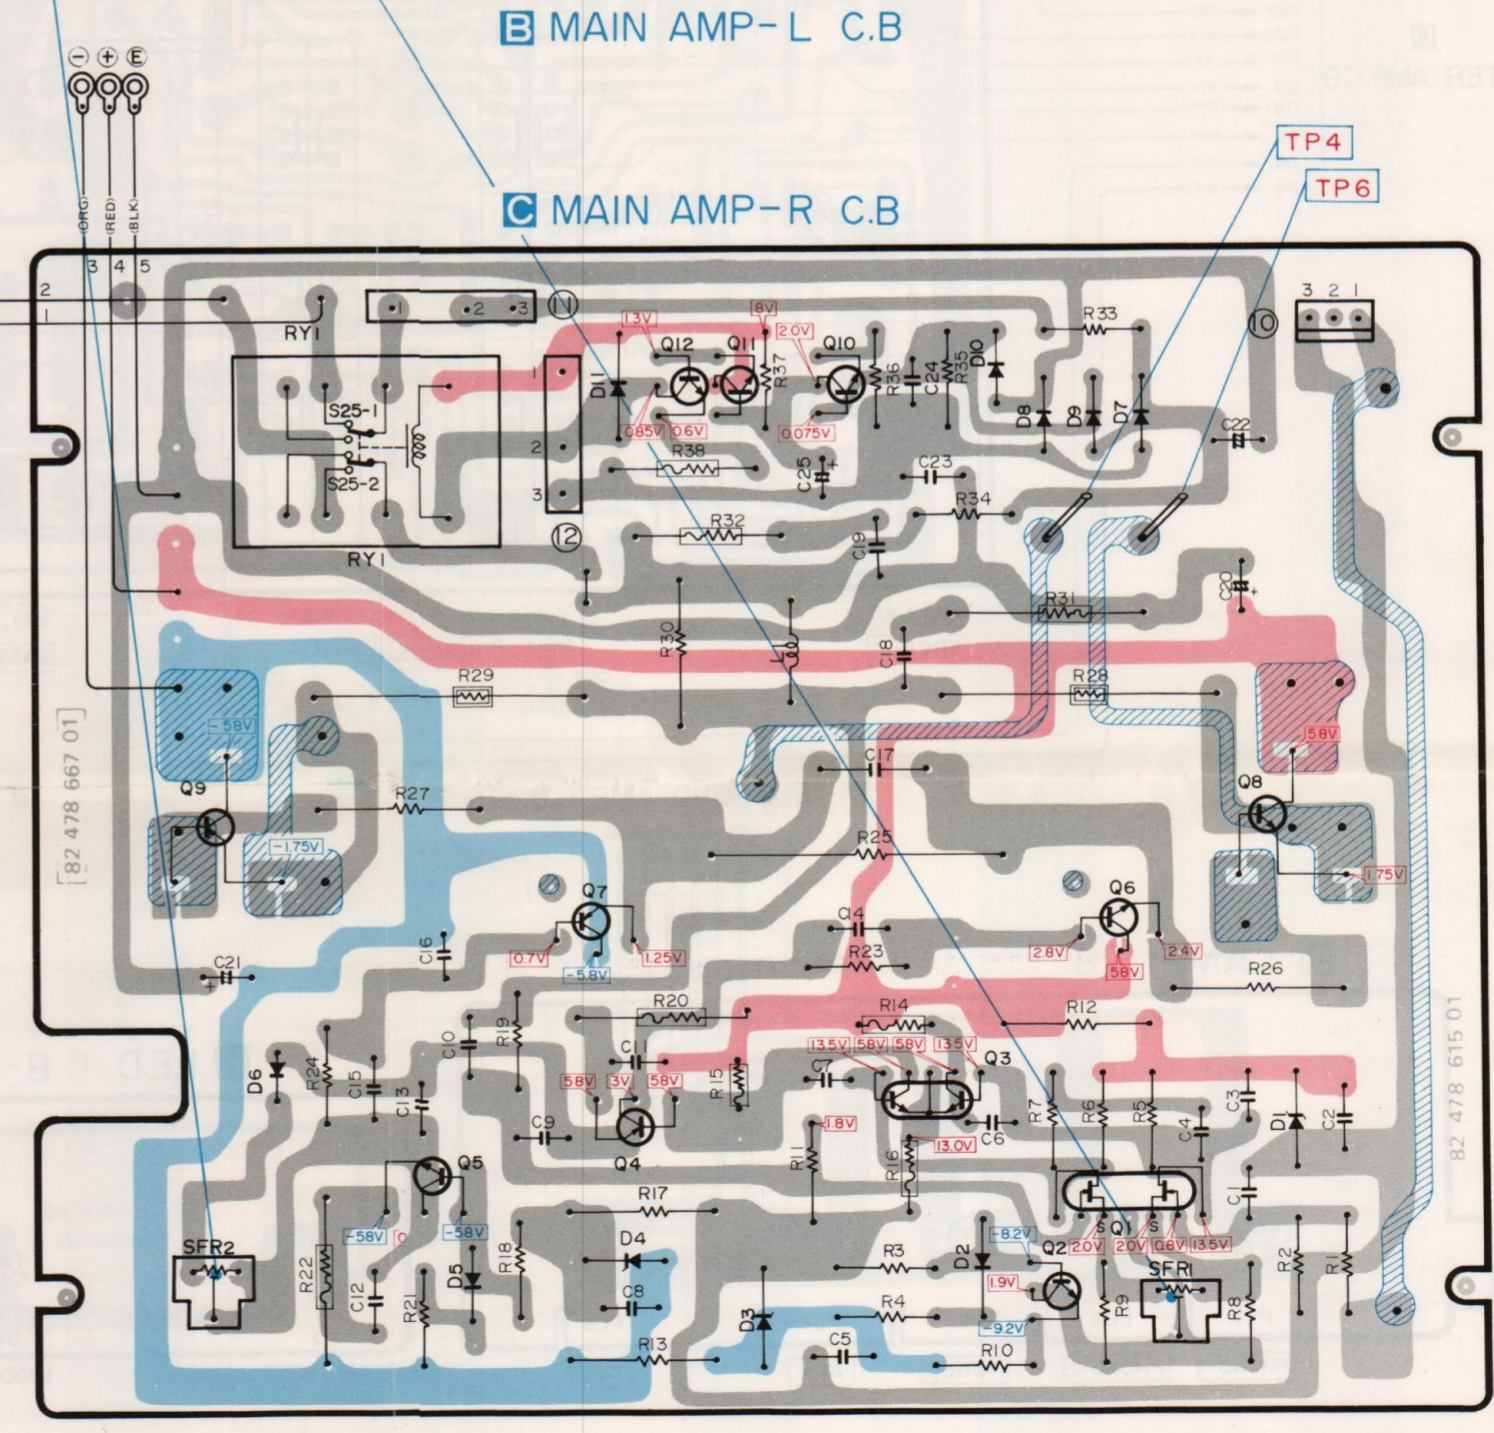 B MAIN AMP-L C.B
- + E
TP4
C MAIN AMP-R C.B
TP6
(ORG) (RED) (BLK)
3 4 5
2
1
1 2 3 11
RY1
1.3V 8V 2.0V
R33
10
3 2 1
Q12 Q11 Q10
D11 R37 R36 C24 R35 D10
1
S25-1
D8 D9 D7
C22
0.85V 0.6V 0.075V
2
R38
C25 +
C23
S25-2
3
R34
R32
12
C19
RY1
C20 +
R31
R30
L
C18
R29
R28
82 478 667 01
-58V
58V
C17
Q9
R27
Q8
-1.75V
R25
1.75V
Q7
Q6
C14
C16
0.7V -58V 1.25V
R23
2.8V 58V 2.4V
C21 +
R26
R20
R14
R12
82 478 615 01
R19
C10
C11
13.5V 58V 58V 13.5V
Q3
D6 R24 C15 C13
58V 3V 58V
R15
C7
R7 R6 R5 C4 C3 D1 C2
C9
1.8V
C6
Q4
R11
13.0V
R16
Q5
R17
C1
-58V 0 -58V
D4
-8.2V
S Q1 S
2.0V 2.0V 0.8V 13.5V
SFR2
R22 C12 R21 D5 R18
R3
D2
Q2
SFR1
R2 R1
C8
1.9V
R9 R8
D3
R4
-9.2V
R13
C5
R10